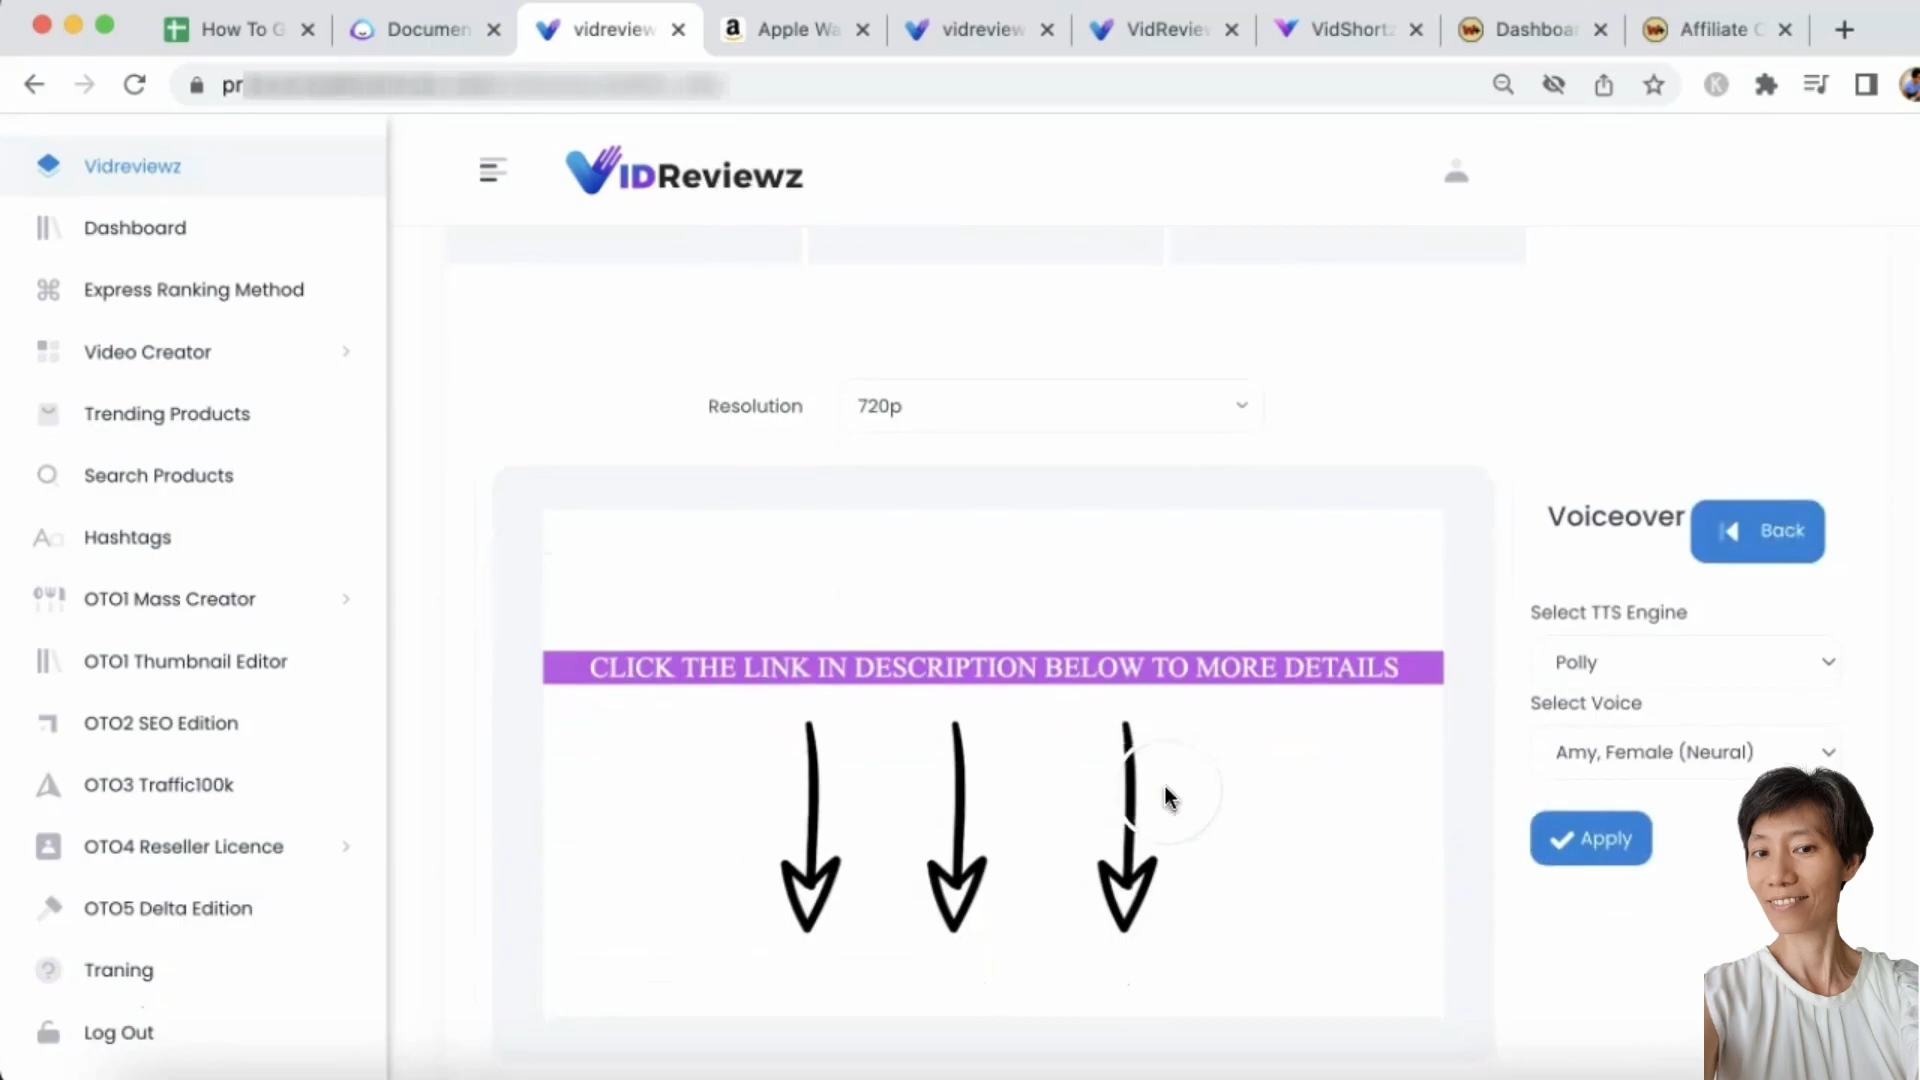 How To G
Documen
vidreview
Apple Wa
vidreview
VidReview
VidShortz
Dashboar
Affiliate C
pr
Vidreviewz
Dashboard
Express Ranking Method
Video Creator
Trending Products
Search Products
Hashtags
OTO1 Mass Creator
OTO1 Thumbnail Editor
OTO2 SEO Edition
OTO3 Traffic100k
OTO4 Reseller Licence
OTO5 Delta Edition
Traning
Log Out
VIDReviewz
Resolution 720p
CLICK THE LINK IN DESCRIPTION BELOW TO MORE DETAILS
Voiceover
Back
Select TTS Engine
Polly
Select Voice
Amy, Female (Neural)
Apply